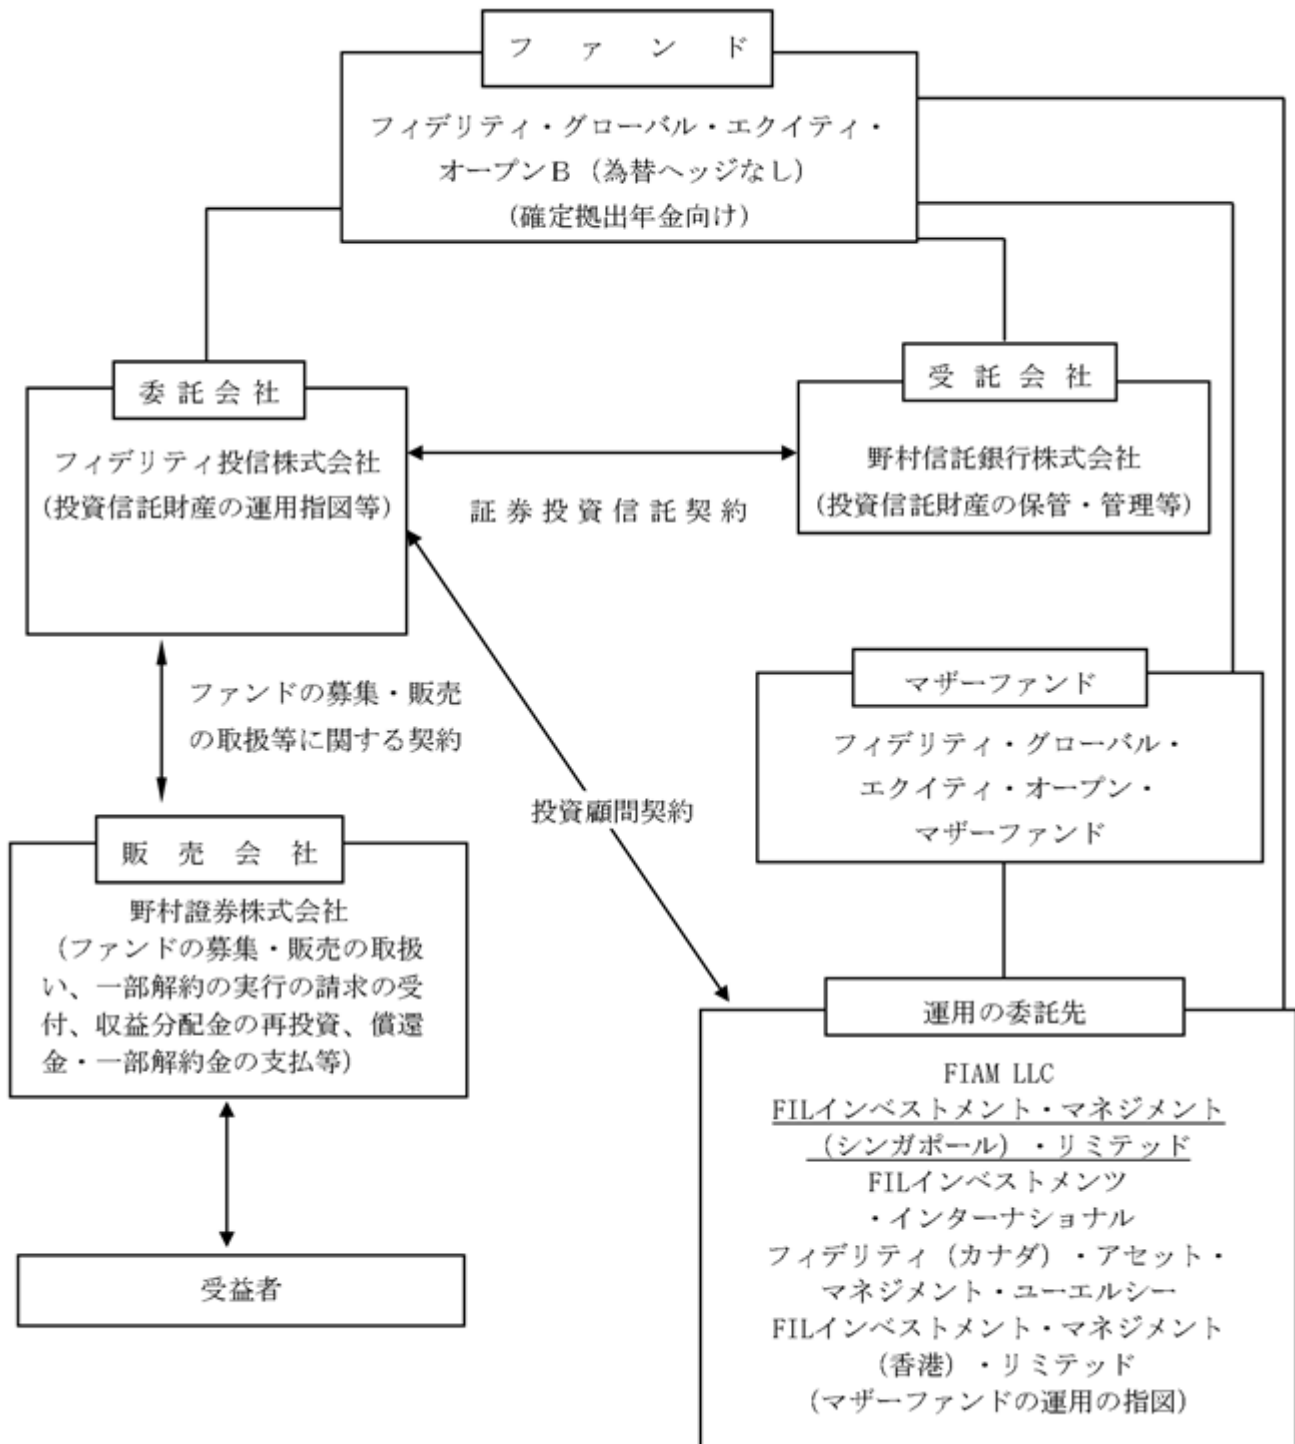 ファンド
フィデリティ・グローバル・エクイティ・
オープンB（為替ヘッジなし）
（確定拠出年金向け）
委託会社
フィデリティ投信株式会社
（投資信託財産の運用指図等）
証券投資信託契約
受託会社
野村信託銀行株式会社
（投資信託財産の保管・管理等）
ファンドの募集・販売
の取扱等に関する契約
投資顧問契約
マザーファンド
フィデリティ・グローバル・
エクイティ・オープン・
マザーファンド
販売会社
野村證券株式会社
（ファンドの募集・販売の取扱
い、一部解約の実行の請求の受
付、収益分配金の再投資、償還
金・一部解約金の支払等）
受益者
運用の委託先
FIAM LLC
FILインベストメント・マネジメント
（シンガポール）・リミテッド
FILインベストメンツ
・インターナショナル
フィデリティ（カナダ）・アセット・
マネジメント・ユーエルシー
FILインベストメント・マネジメント
（香港）・リミテッド
（マザーファンドの運用の指図）